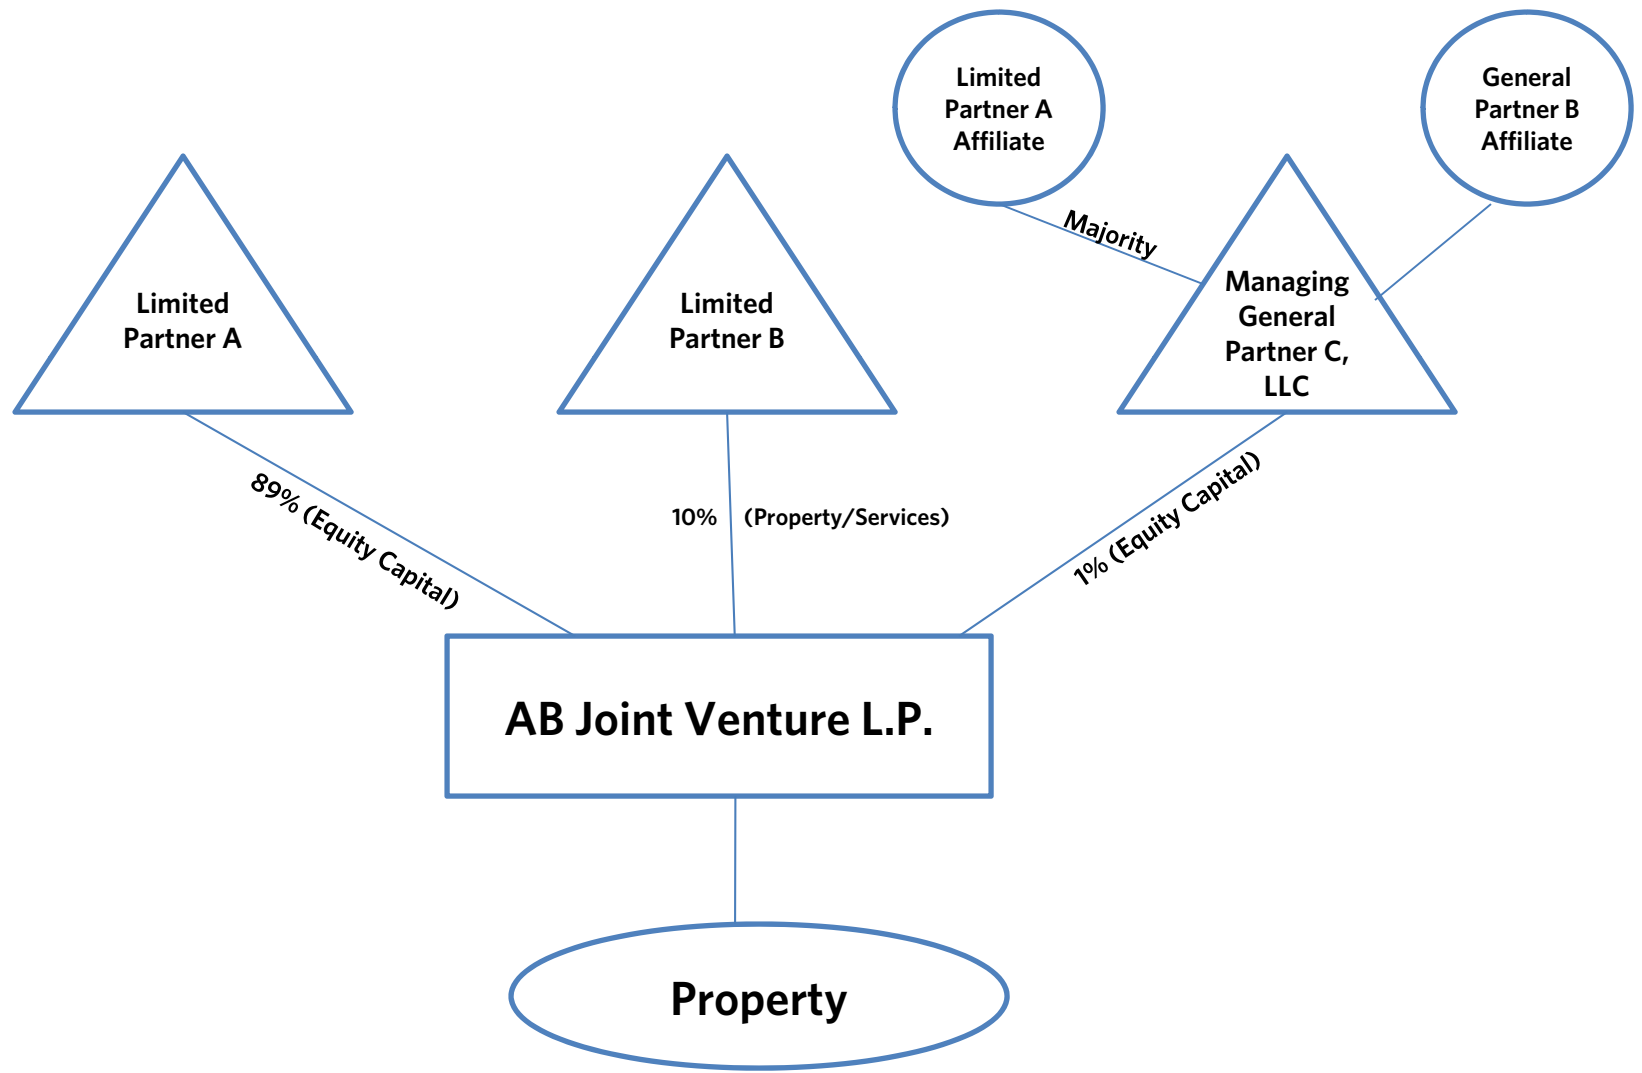 Limited
Partner A
Affiliate
General
Partner B
Affiliate
Majority
Limited
Partner A
Limited
Partner B
Managing
General
Partner C,
LLC
89% (Equity Capital)
10% (Property/Services)
1% (Equity Capital)
AB Joint Venture L.P.
Property